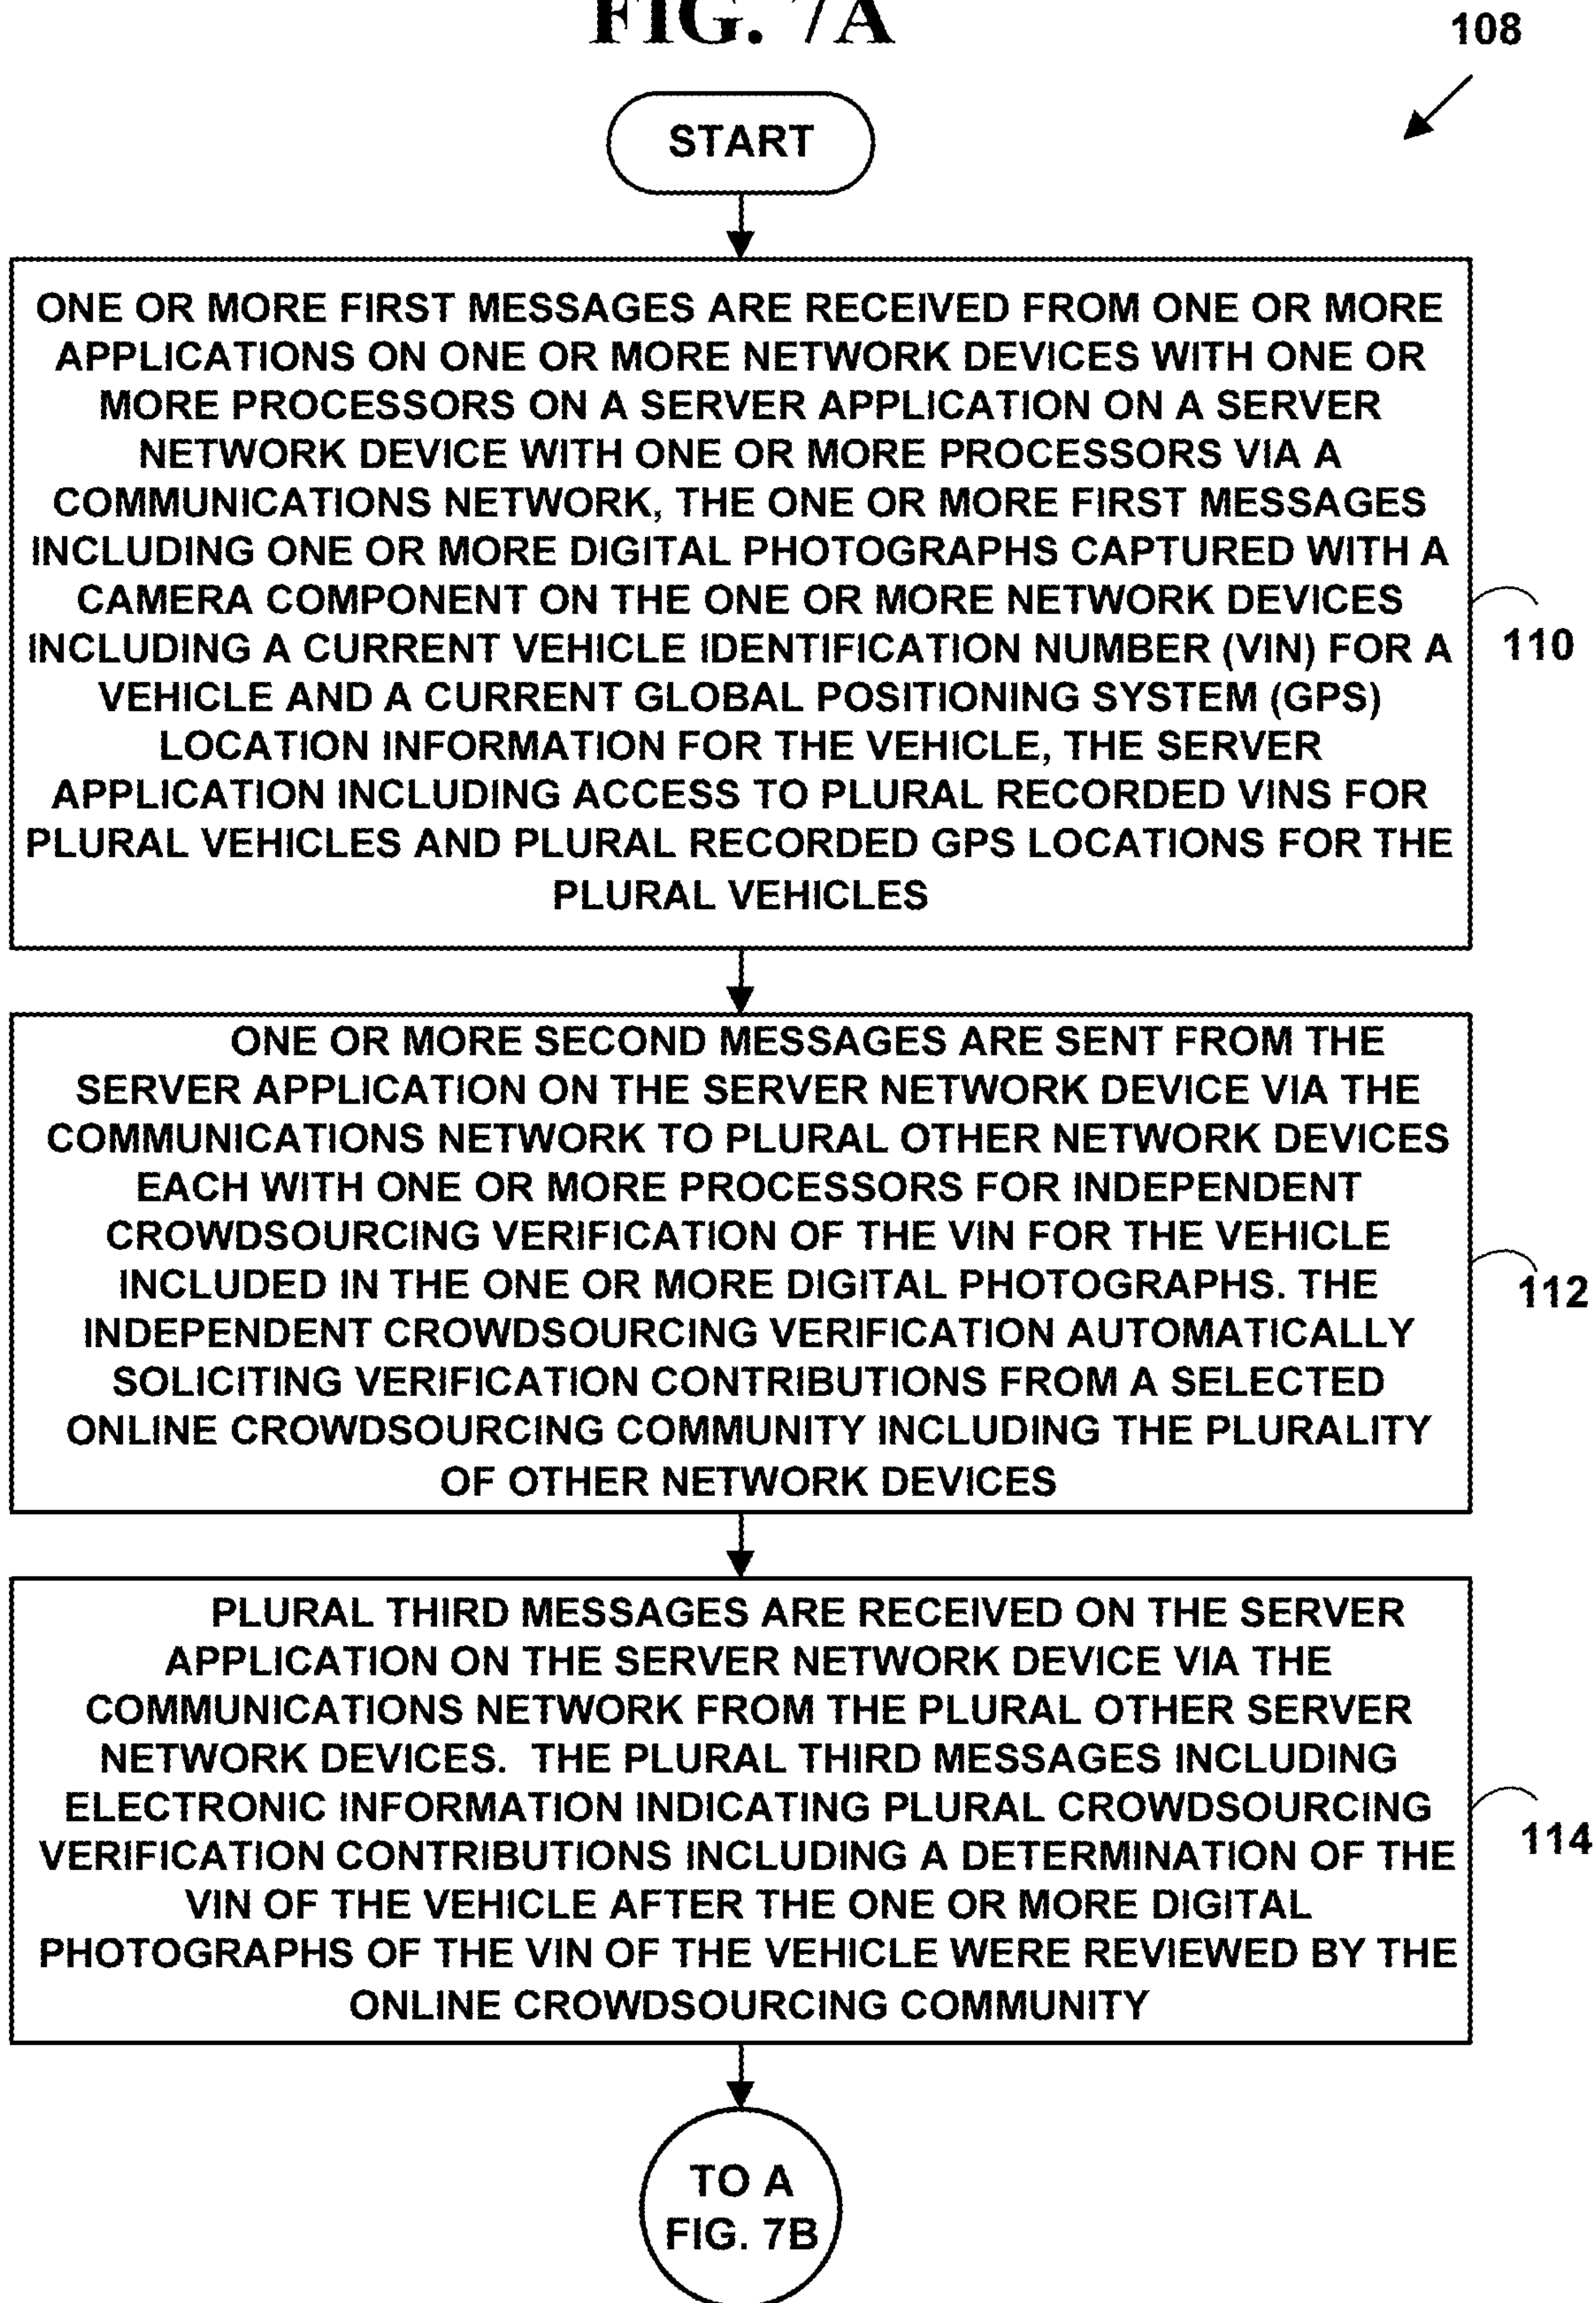 FIG. 7A
108
START
ONE OR MORE FIRST MESSAGES ARE RECEIVED FROM ONE OR MORE
APPLICATIONS ON ONE OR MORE NETWORK DEVICES WITH ONE OR
MORE PROCESSORS ON A SERVER APPLICATION ON A SERVER
NETWORK DEVICE WITH ONE OR MORE PROCESSORS VIA A
COMMUNICATIONS NETWORK, THE ONE OR MORE FIRST MESSAGES
INCLUDING ONE OR MORE DIGITAL PHOTOGRAPHS CAPTURED WITH A
CAMERA COMPONENT ON THE ONE OR MORE NETWORK DEVICES
INCLUDING A CURRENT VEHICLE IDENTIFICATION NUMBER (VIN) FOR A
VEHICLE AND A CURRENT GLOBAL POSITIONING SYSTEM (GPS)
LOCATION INFORMATION FOR THE VEHICLE, THE SERVER
APPLICATION INCLUDING ACCESS TO PLURAL RECORDED VINS FOR
PLURAL VEHICLES AND PLURAL RECORDED GPS LOCATIONS FOR THE
PLURAL VEHICLES
110
ONE OR MORE SECOND MESSAGES ARE SENT FROM THE
SERVER APPLICATION ON THE SERVER NETWORK DEVICE VIA THE
COMMUNICATIONS NETWORK TO PLURAL OTHER NETWORK DEVICES
EACH WITH ONE OR MORE PROCESSORS FOR INDEPENDENT
CROWDSOURCING VERIFICATION OF THE VIN FOR THE VEHICLE
INCLUDED IN THE ONE OR MORE DIGITAL PHOTOGRAPHS. THE
INDEPENDENT CROWDSOURCING VERIFICATION AUTOMATICALLY
SOLICITING VERIFICATION CONTRIBUTIONS FROM A SELECTED
ONLINE CROWDSOURCING COMMUNITY INCLUDING THE PLURALITY
OF OTHER NETWORK DEVICES
112
PLURAL THIRD MESSAGES ARE RECEIVED ON THE SERVER
APPLICATION ON THE SERVER NETWORK DEVICE VIA THE
COMMUNICATIONS NETWORK FROM THE PLURAL OTHER SERVER
NETWORK DEVICES. THE PLURAL THIRD MESSAGES INCLUDING
ELECTRONIC INFORMATION INDICATING PLURAL CROWDSOURCING
VERIFICATION CONTRIBUTIONS INCLUDING A DETERMINATION OF THE
VIN OF THE VEHICLE AFTER THE ONE OR MORE DIGITAL
PHOTOGRAPHS OF THE VIN OF THE VEHICLE WERE REVIEWED BY THE
ONLINE CROWDSOURCING COMMUNITY
114
TO A
FIG. 7B